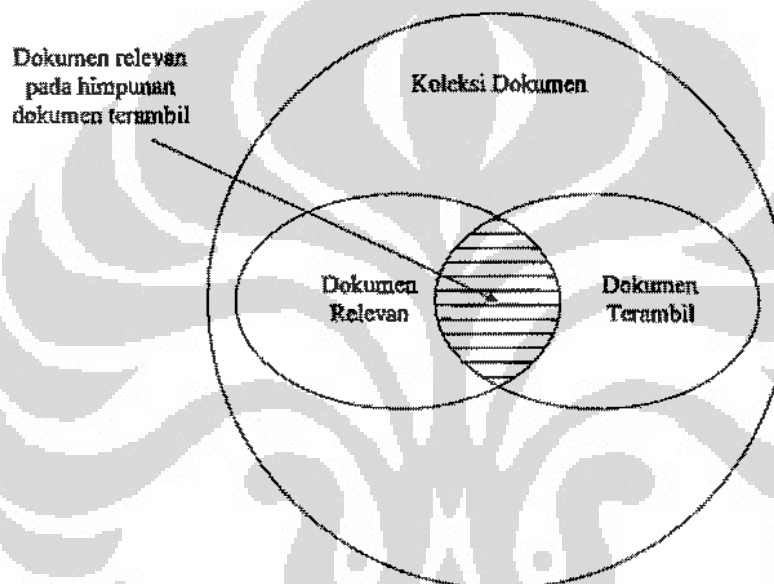 Dokumen relevan
pada himpunan
dokumen terambil
Koleksi Dokumen
Dokumen
Relevan
Dokumen
Terambil